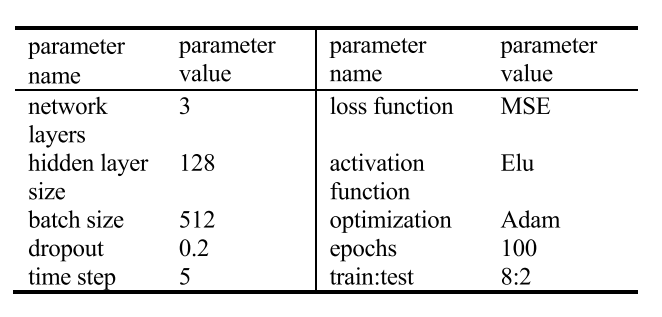 parameter parameter parameter parameter
name value name value
network 3 loss function MSE
layers
hidden layer 128 activation Elu
size function
batch size 512 optimization Adam
dropout 0.2 epochs 100
time step 5 train:test 8:2